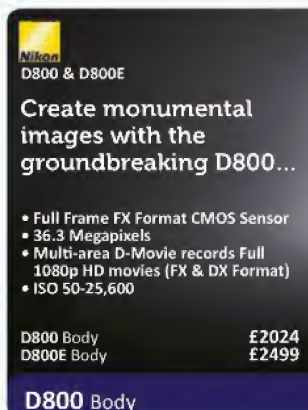 Nikon
D800 & D800E
Create monumental
images with the
groundbreaking D800...
• Full Frame FX Format CMOS Sensor
• 36.3 Megapixels
• Multi-area D-Movie records Full
1080p HD movies (FX & DX Format)
• ISO 50-25,600
D800 Body £2024
D800E Body £2499
D800 Body